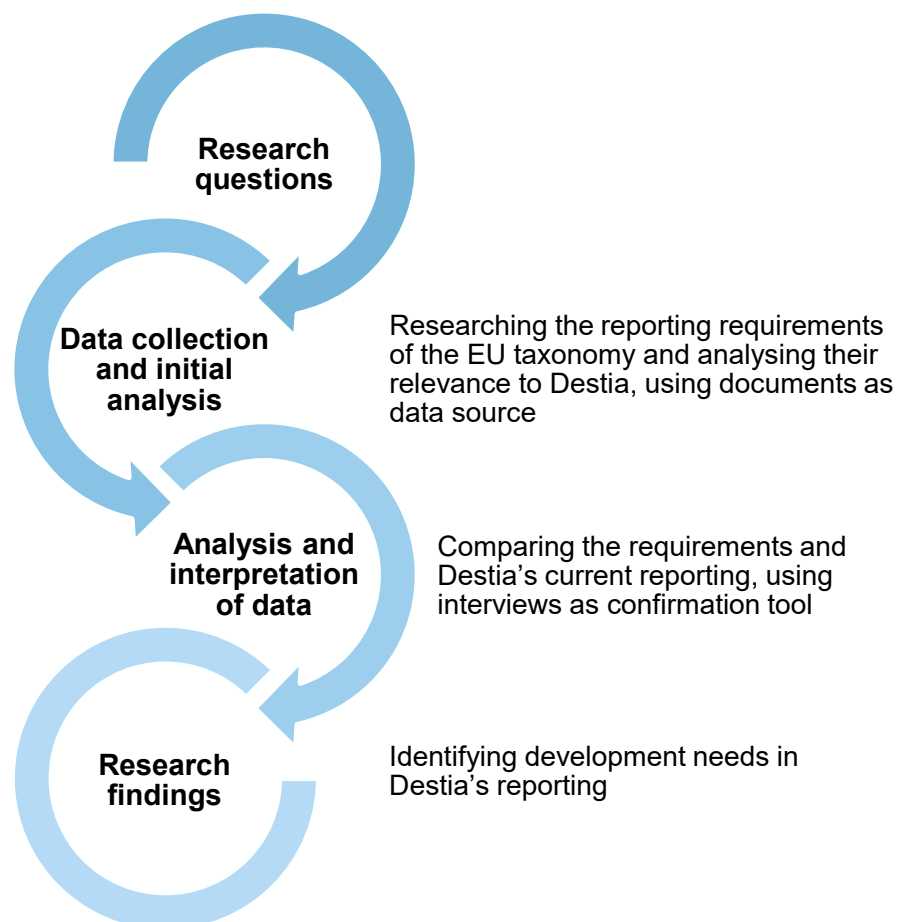 Research
questions
Data collection
and initial
analysis
Researching the reporting requirements
of the EU taxonomy and analysing their
relevance to Destia, using documents as
data source
Analysis and
interpretation
of data
Comparing the requirements and
Destia’s current reporting, using
interviews as confirmation tool
Research
findings
Identifying development needs in
Destia’s reporting